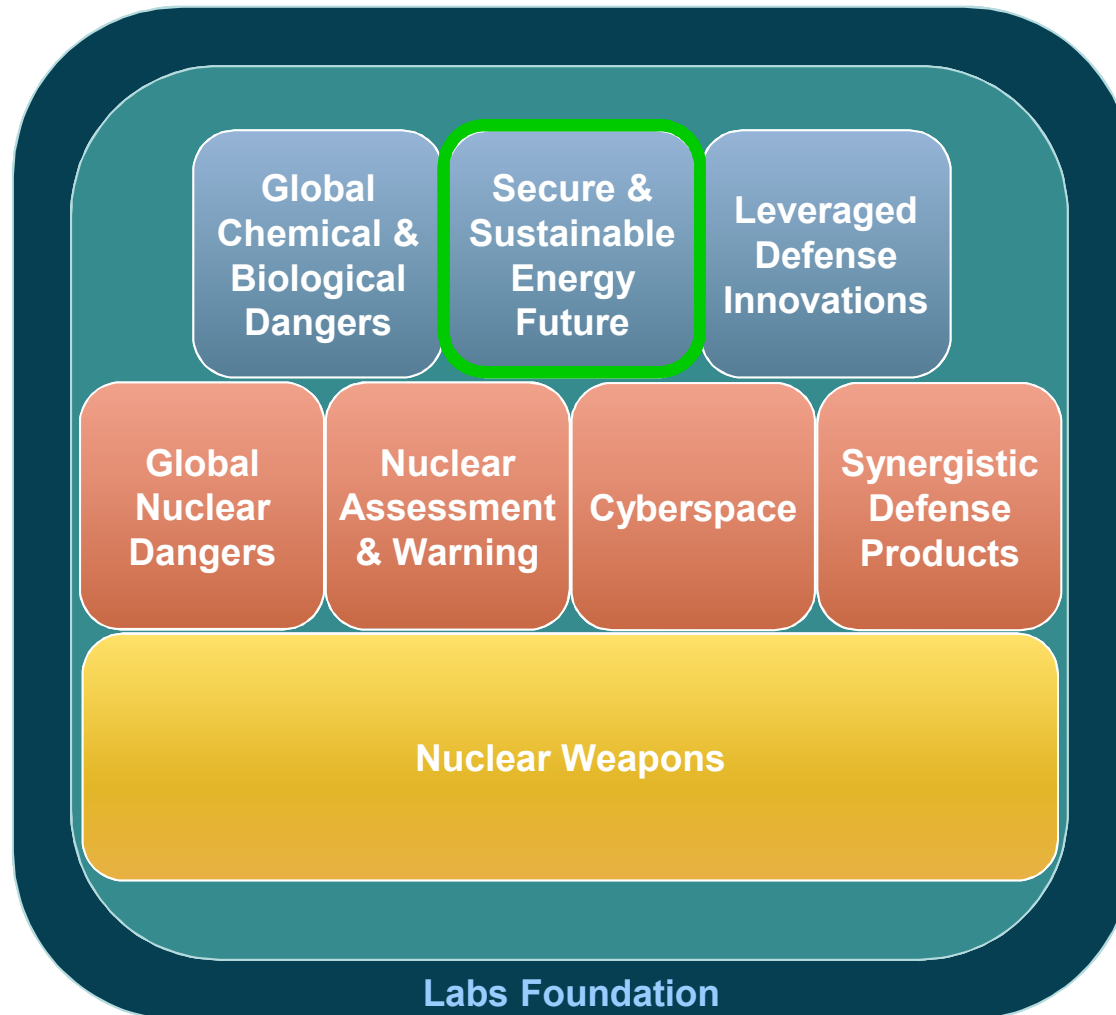 Global
Chemical &
Biological
Dangers
Secure &
Sustainable
Energy
Future
Leveraged
Defense
Innovations
Global
Nuclear
Dangers
Nuclear
Assessment
& Warning
Cyberspace
Synergistic
Defense
Products
Nuclear Weapons
Labs Foundation